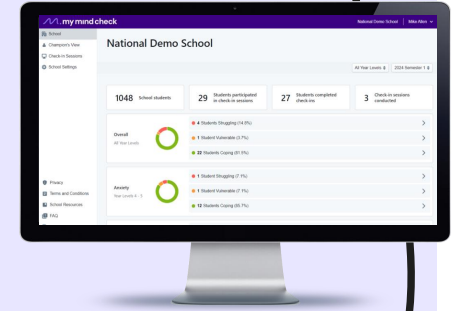 my mind check
National Demo School
Mike Allen
School
Champion's View
Check-in Sessions
School Settings
National Demo School
All Year Levels
2024 Semester 1
1048 School students
29 Students participated in check-in sessions
27 Students completed check-ins
3 Check-in sessions conducted
Overall
All Year Levels
4 Students Struggling (14.8%)
1 Student Vulnerable (3.7%)
22 Students Coping (81.5%)
Anxiety
Year Levels 4 - 5
1 Student Struggling (7.1%)
1 Student Vulnerable (7.1%)
12 Students Coping (85.7%)
Privacy
Terms and Conditions
School Resources
FAQ